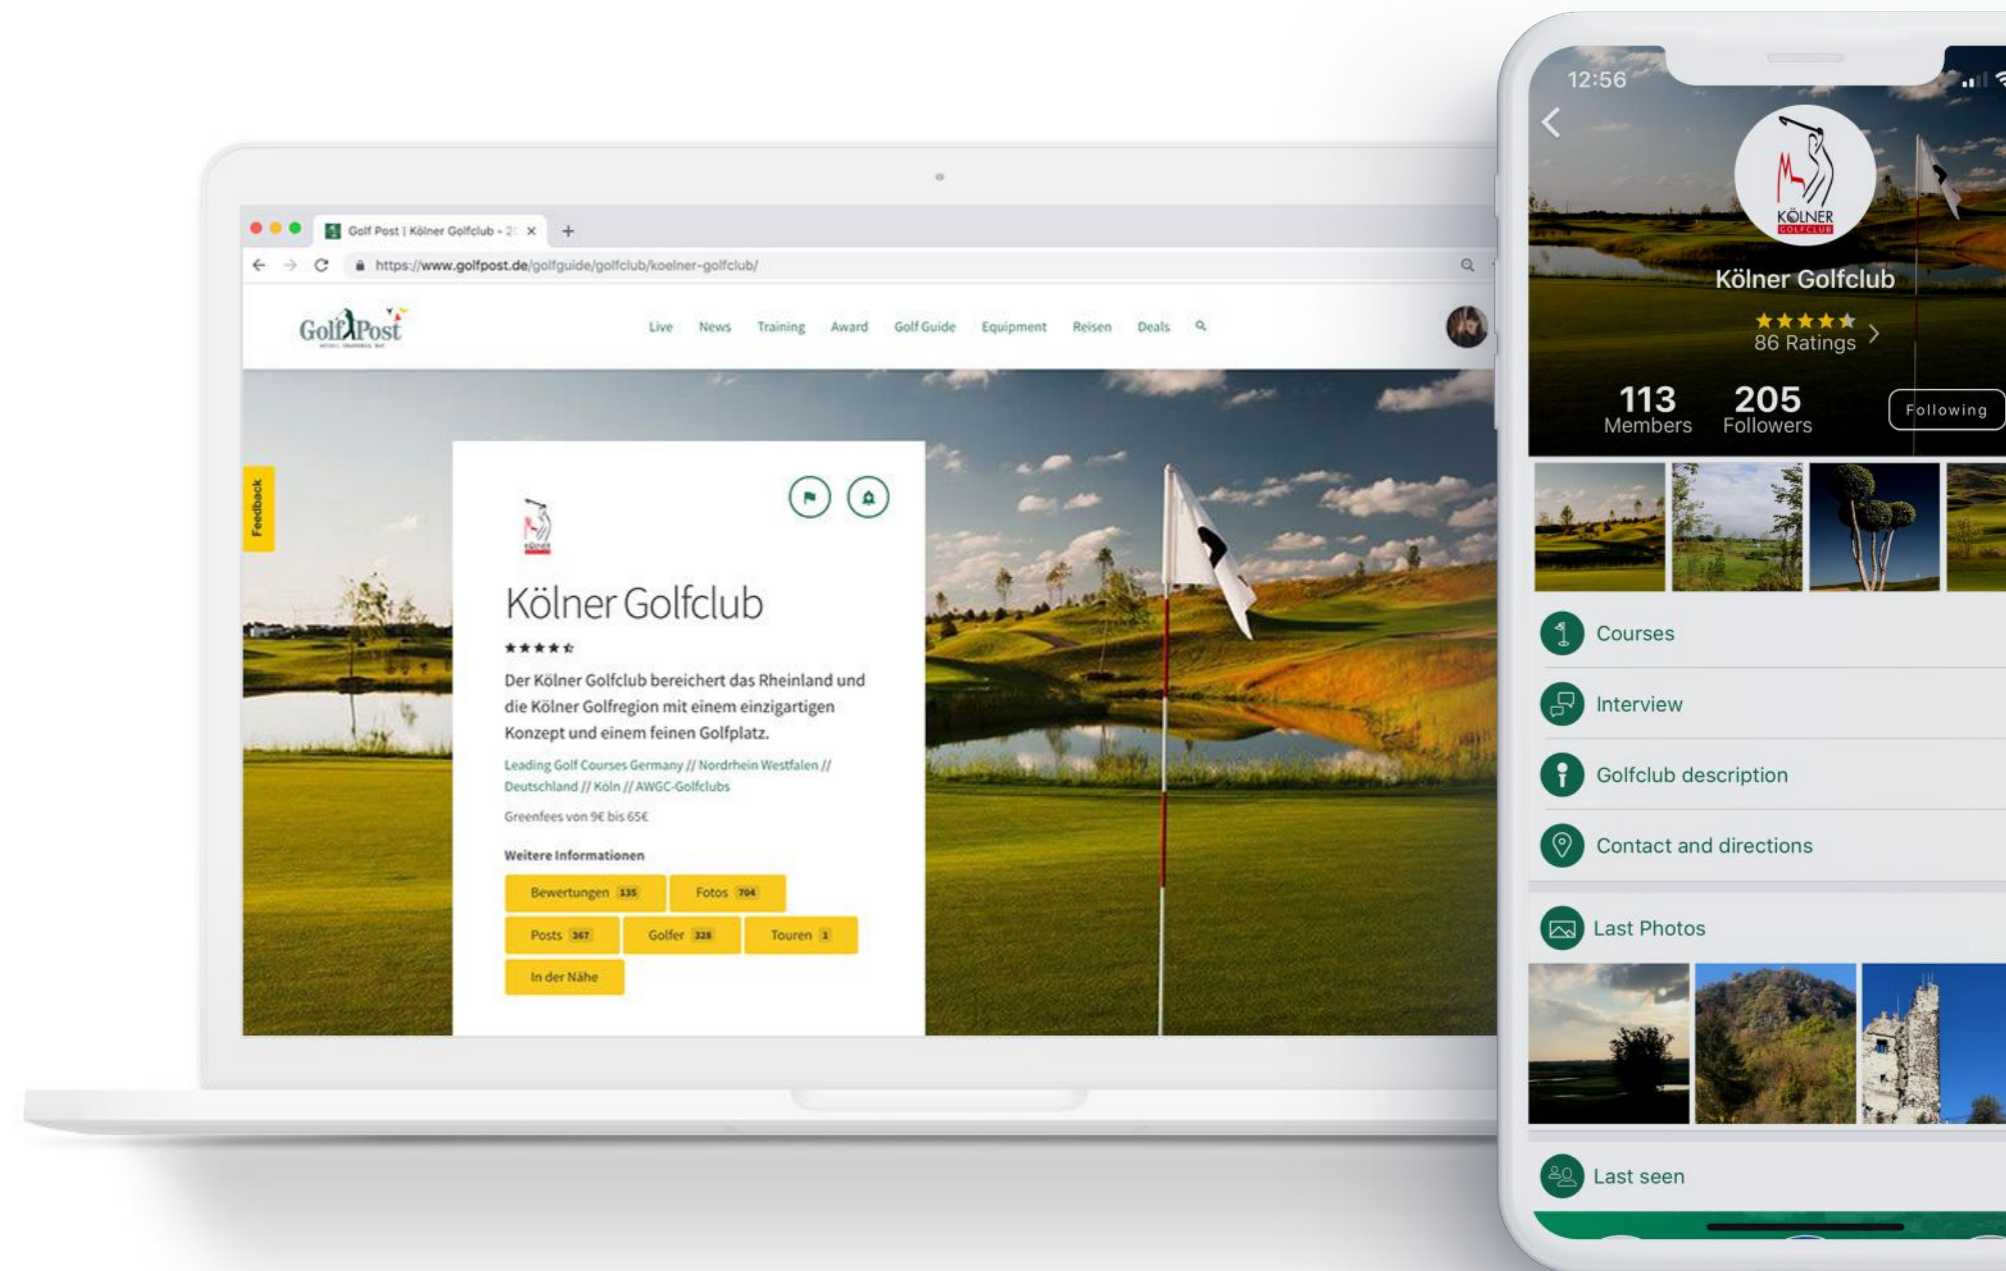 Golf Post | Kölner Golfclub - 2
https://www.golfpost.de/golfguide/golfclub/koelner-golfclub/
Golf Post
Live News Training Award Golf Guide Equipment Reisen Deals
Feedback
KÖLNER
Kölner Golfclub
Der Kölner Golfclub bereichert das Rheinland und
die Kölner Golfregion mit einem einzigartigen
Konzept und einem feinen Golfplatz.
Leading Golf Courses Germany // Nordrhein Westfalen //
Deutschland // Köln // AWGC-Golfclubs
Greenfees von 9€ bis 65€
Weitere Informationen
Bewertungen 135 Fotos 704
Posts 367 Golfer 328 Touren 1
In der Nähe
12:56
KÖLNER
GOLFCLUB
Kölner Golfclub
86 Ratings
113 205
Members Followers
Following
Courses
Interview
Golfclub description
Contact and directions
Last Photos
Last seen